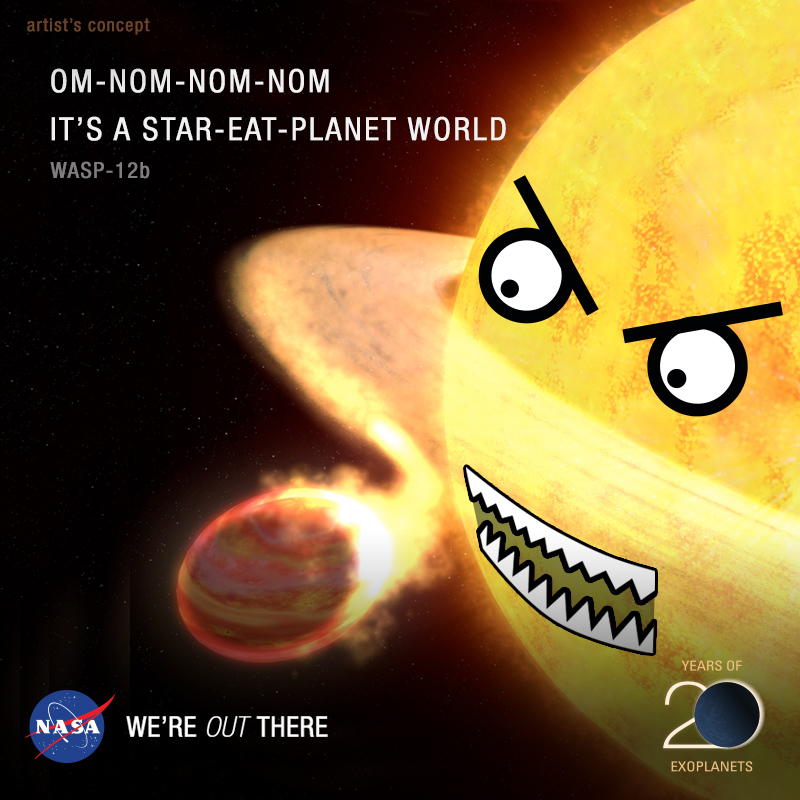 artist's concept
OM-NOM-NOM-NOM
IT'S A STAR-EAT-PLANET WORLD
WASP-12b
NASA
WE'RE OUT THERE
YEARS OF
20
EXOPLANETS